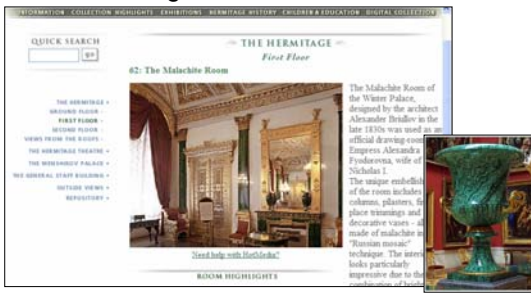 INFORMATION COLLECTION HIGHLIGHTS EXHIBITIONS HERMITAGE HISTORY CHILDREN & EDUCATION DIGITAL COLLECTION
QUICK SEARCH
go
THE HERMITAGE
GROUND FLOOR
FIRST FLOOR
SECOND FLOOR
VIEWS FROM THE ROOFS
THE HERMITAGE THEATRE
THE MENSHIKOV PALACE
THE GENERAL STAFF BUILDING
OUTSIDE VIEWS
REPOSITORY
THE HERMITAGE
First Floor
62: The Malachite Room
The Malachite Room of
the Winter Palace,
designed by the architect
Alexander Briullov in the
late 1830s was used as an
official drawing-room
Empress Alexandra
Fyodorovna, wife of
Nicholas I.
The unique embellish
of the room includes
columns, pilasters, fi
place trimmings and
decorative vases - al
made of malachite in
"Russian mosaic"
technique. The interi
looks particularly
impressive due to the
combination of bright
Need help with HotMedia?
ROOM HIGHLIGHTS